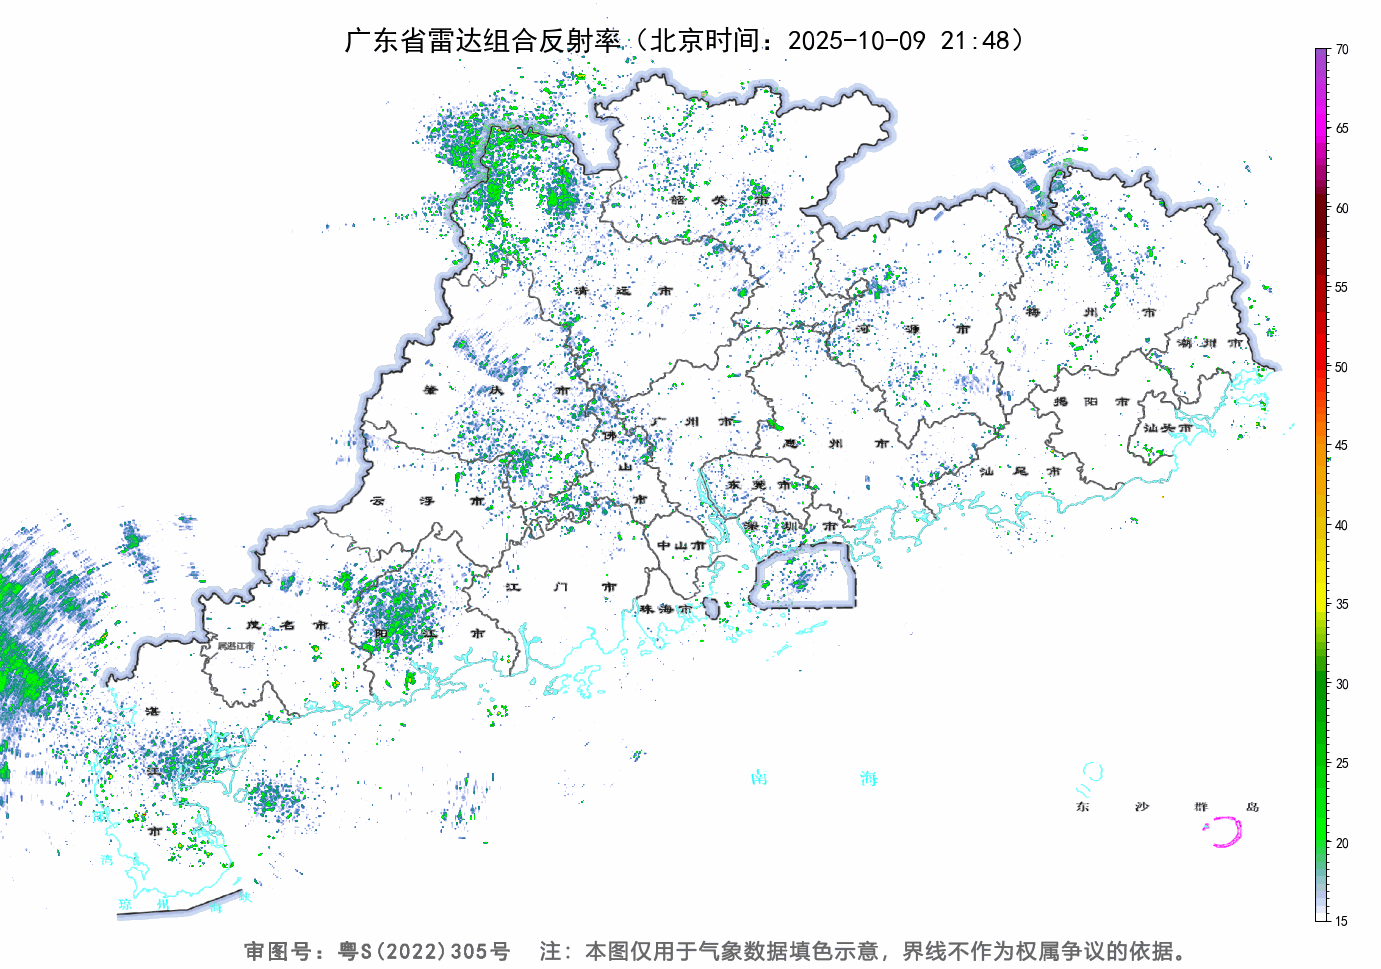 广东省雷达组合反射率（北京时间：2025-10-09 21:48）
70
65
60
55
50
45
40
35
30
25
20
15
韶关市
清远市
河源市
梅州市
潮州市
肇庆市
广州市
佛山市
惠州市
揭阳市
汕头市
汕尾市
云浮市
东莞市
深圳市
中山市
江门市
珠海市
茂名市
阳江市
属湛江市
湛江市
南海
东沙群岛
湾
琼州海峡
审图号：粤S(2022)305号 注：本图仅用于气象数据填色示意，界线不作为权属争议的依据。